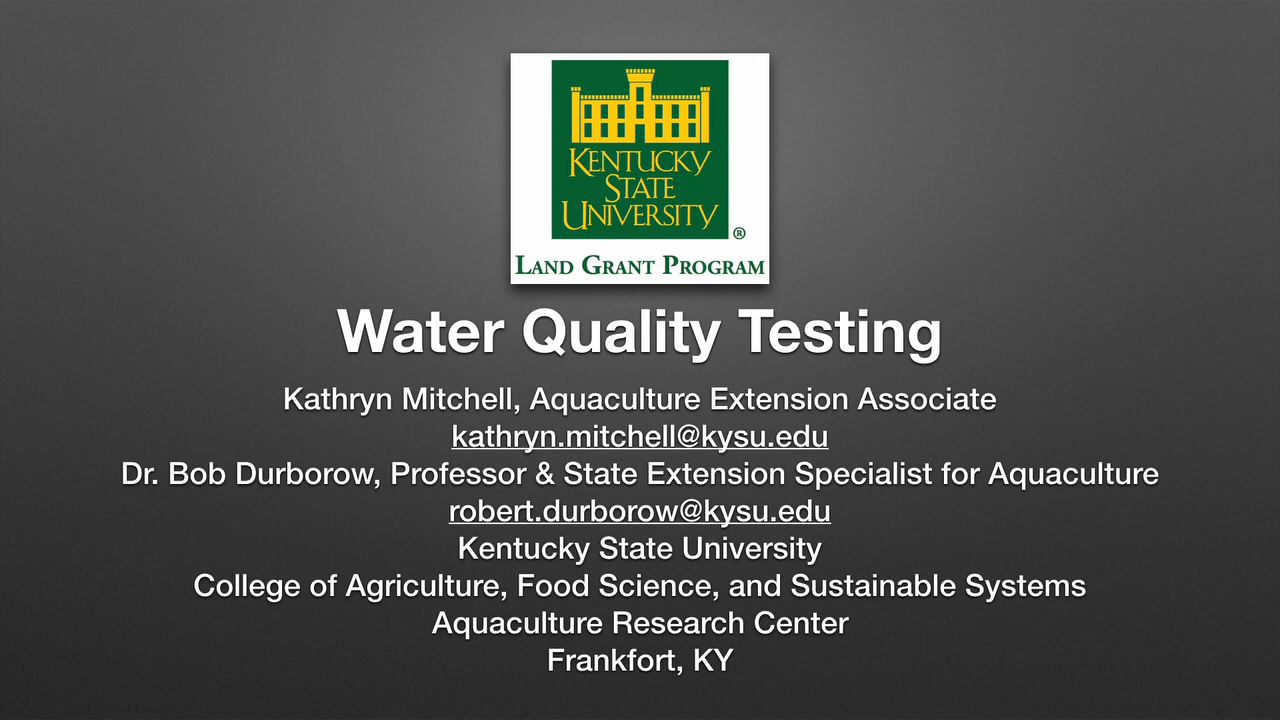 KENTUCKY
STATE
UNIVERSITY
®
LAND GRANT PROGRAM
Water Quality Testing
Kathryn Mitchell, Aquaculture Extension Associate
kathryn.mitchell@kysu.edu
Dr. Bob Durborow, Professor & State Extension Specialist for Aquaculture
robert.durborow@kysu.edu
Kentucky State University
College of Agriculture, Food Science, and Sustainable Systems
Aquaculture Research Center
Frankfort, KY